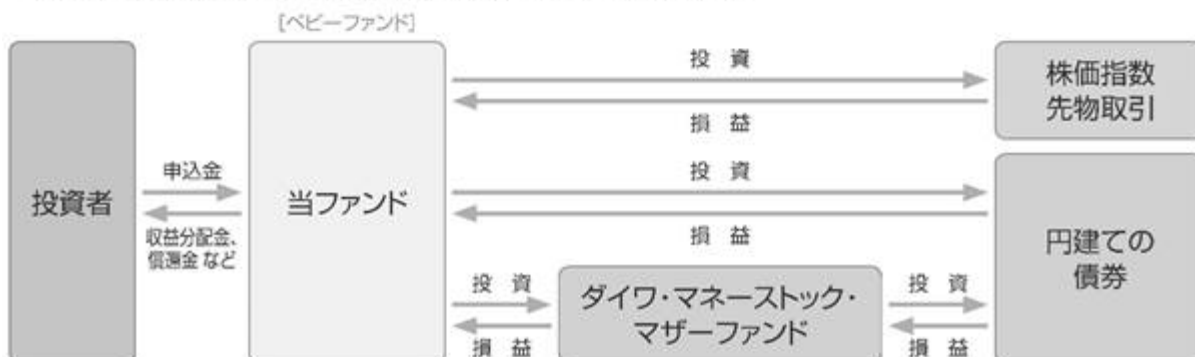 [ベビーファンド]
投資者
申込金
収益分配金、
償還金 など
当ファンド
投 資
損 益
株価指数
先物取引
投 資
損 益
円建ての
債券
投 資
損 益
ダイワ・マネーストック・
マザーファンド
投 資
損 益